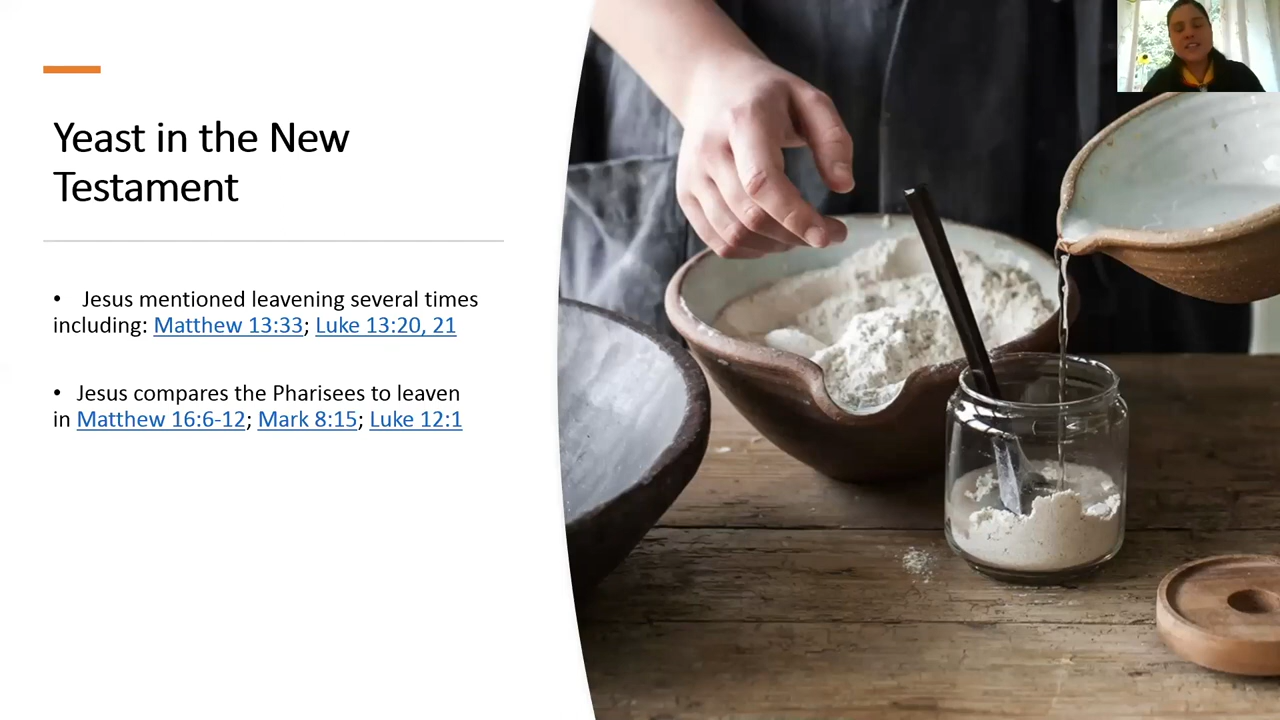 Yeast in the New
Testament
• Jesus mentioned leavening several times
including: Matthew 13:33; Luke 13:20, 21
• Jesus compares the Pharisees to leaven
in Matthew 16:6-12; Mark 8:15; Luke 12:1